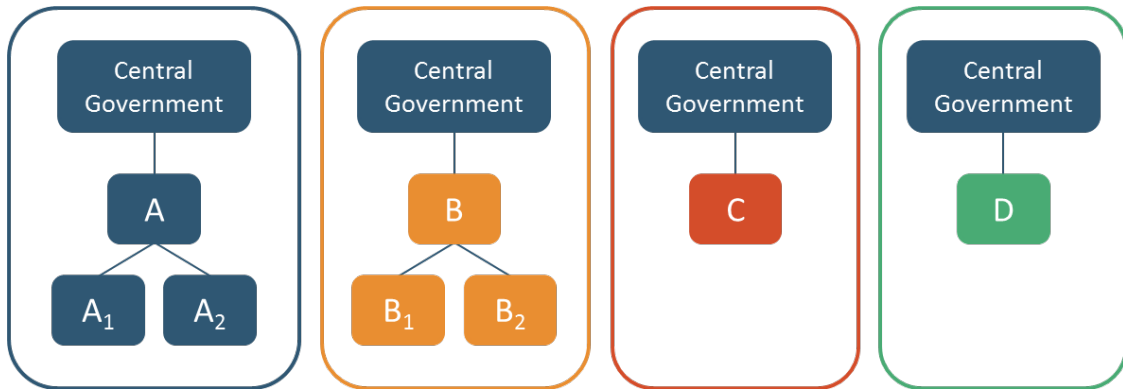 Central
Government
A
A₁
A₂
Central
Government
B
B₁
B₂
Central
Government
C
Central
Government
D